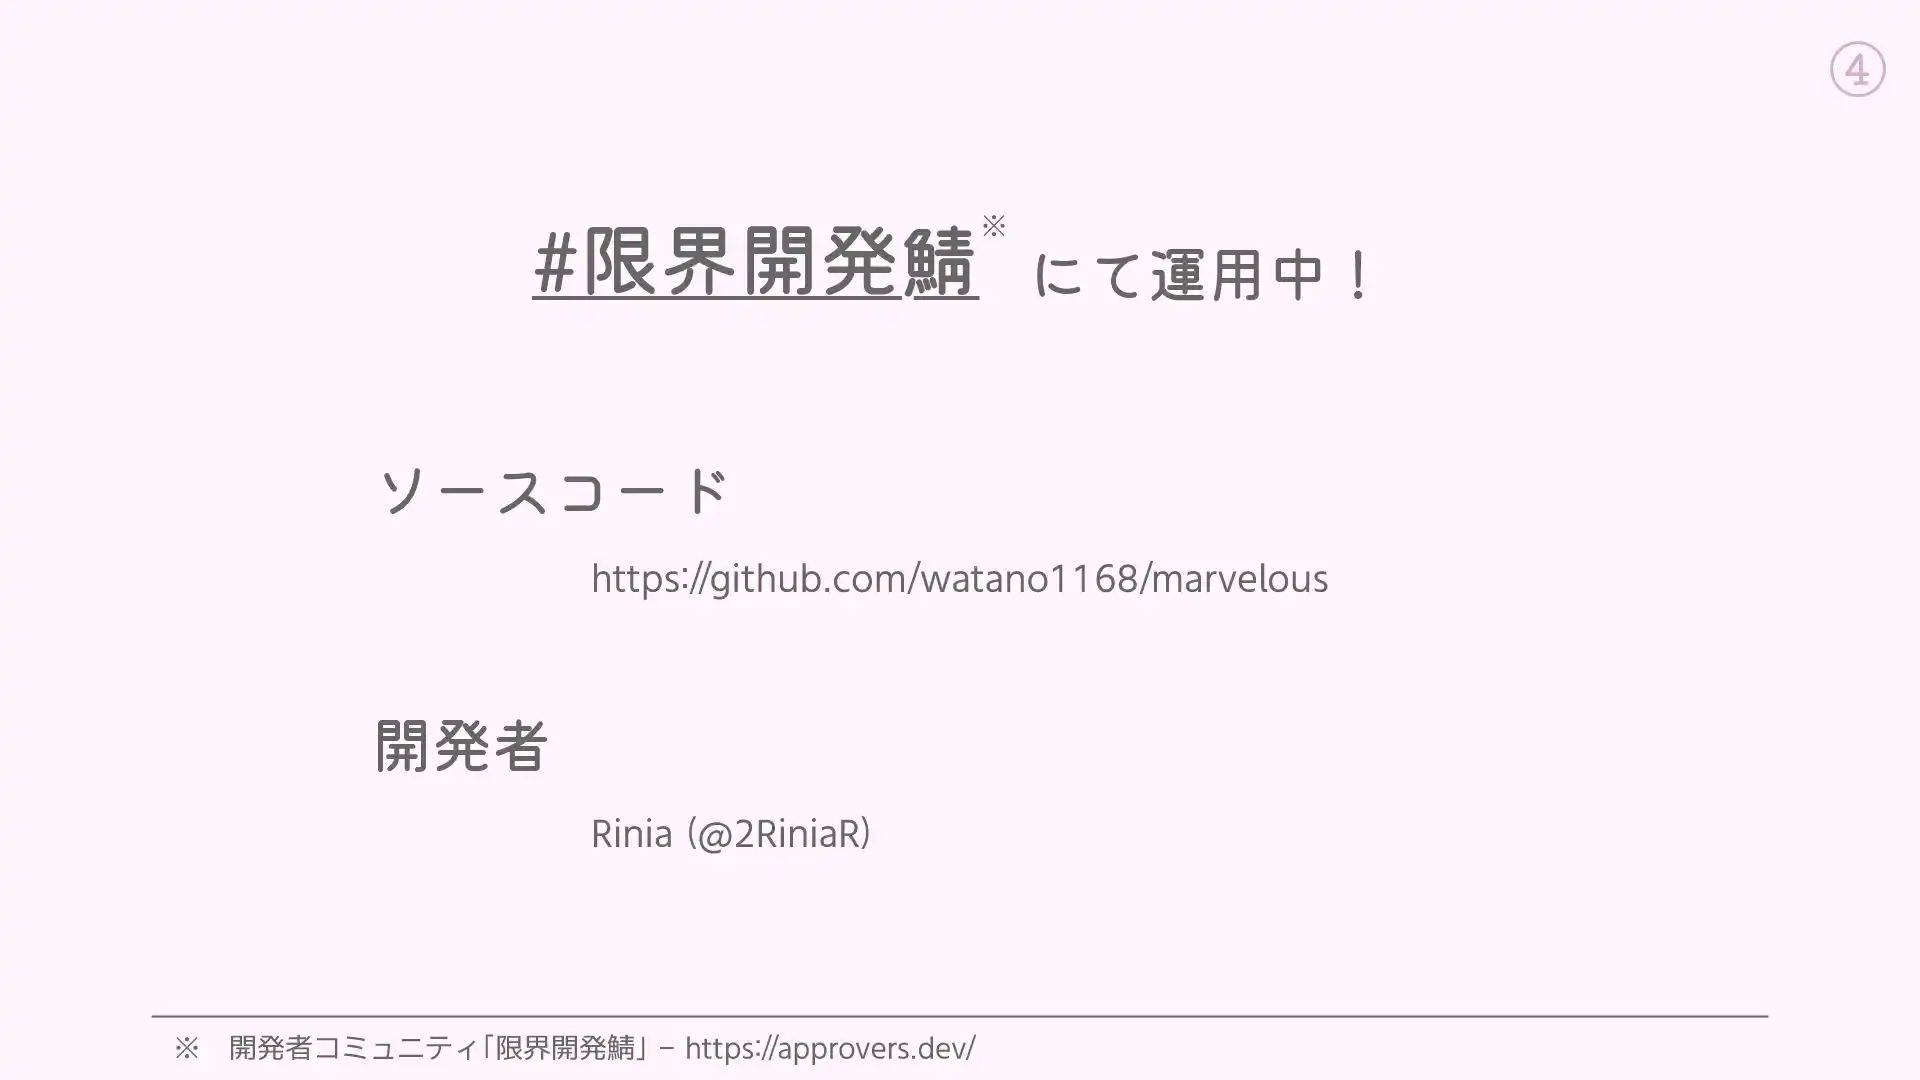 ④
#限界開発鯖※ にて運用中！
ソースコード
https://github.com/watano1168/marvelous
開発者
Rinia (@2RiniaR)
※ 開発者コミュニティ「限界開発鯖」 – https://approvers.dev/